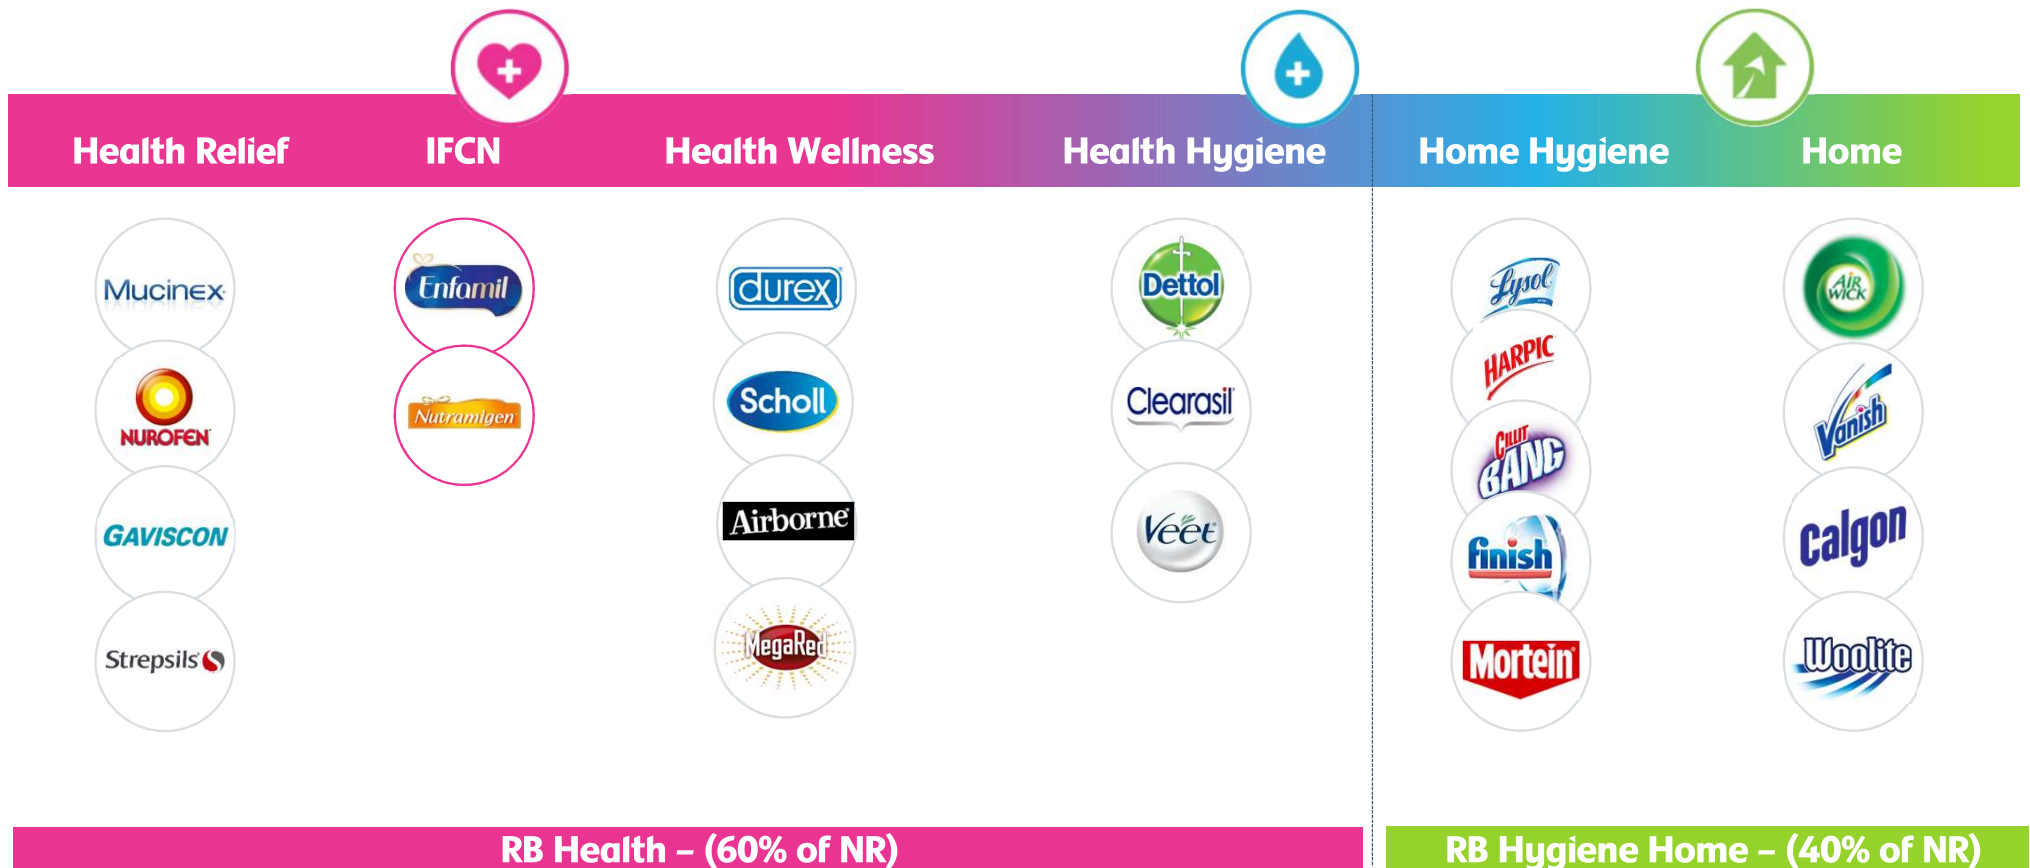 Health Relief
IFCN
Health Wellness
Health Hygiene
Home Hygiene
Home
Mucinex
NUROFEN
GAVISCON
Strepsils
Enfamil
Nutramigen
durex
Scholl
Airborne
MegaRed
Dettol
Clearasil
Veet
Lysol
HARPIC
CILLIT
BANG
finish
Mortein
AIR
WICK
Vanish
Calgon
Woolite
RB Health – (60% of NR)
RB Hygiene Home – (40% of NR)